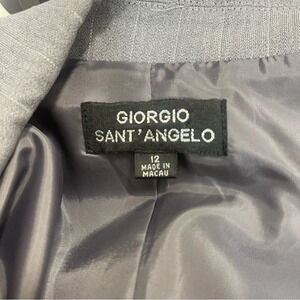 GIORGIO
SANT'ANGELO
12
MADE IN
MACAU